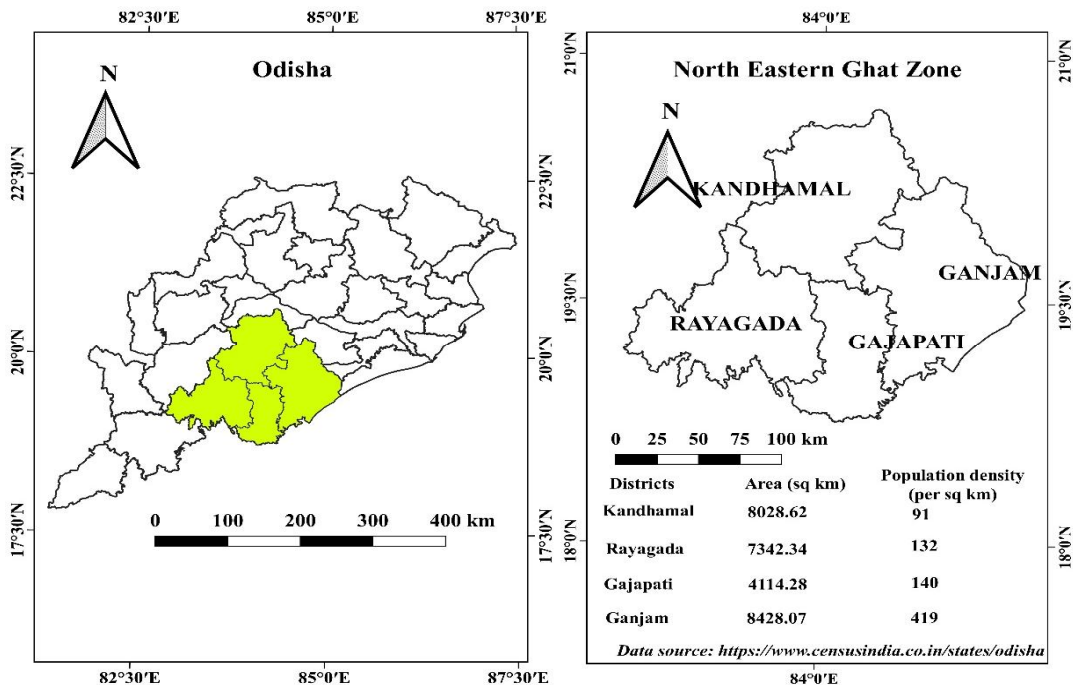 82°30′E 85°0′E 87°30′E
Odisha
N
22°30′N
22°30′N
20°0′N
20°0′N
17°30′N
17°30′N
0 100 200 300 400 km
82°30′E 85°0′E 87°30′E
84°0′E
21°0′N
21°0′N
North Eastern Ghat Zone
N
KANDHAMAL
GANJAM
19°30′N
19°30′N
RAYAGADA
GAJAPATI
0 25 50 75 100 km
Districts Area (sq km) Population density
(per sq km)
Kandhamal 8028.62 91
18°0′N
18°0′N
Rayagada 7342.34 132
Gajapati 4114.28 140
Ganjam 8428.07 419
Data source: https://www.censusindia.co.in/states/odisha
84°0′E